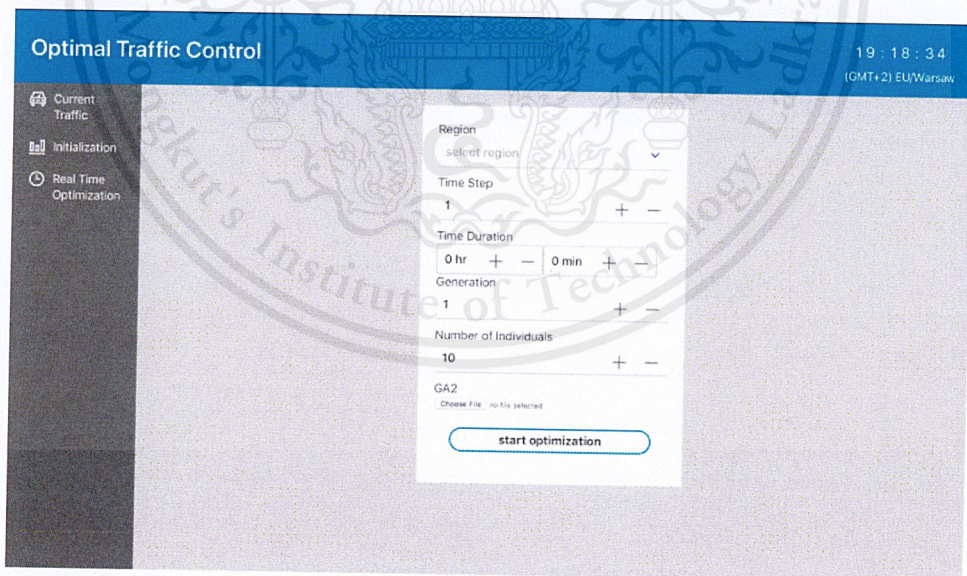 Optimal Traffic Control
19 : 18 : 34
(GMT+2) EU/Warsaw
Current
Traffic
Initialization
Real Time
Optimization
Region
select region
Time Step
1 + −
Time Duration
0 hr + − 0 min + −
Generation
1 + −
Number of Individuals
10 + −
GA2
Choose File no file selected
start optimization
gkut's Institute of Technology Ladkra